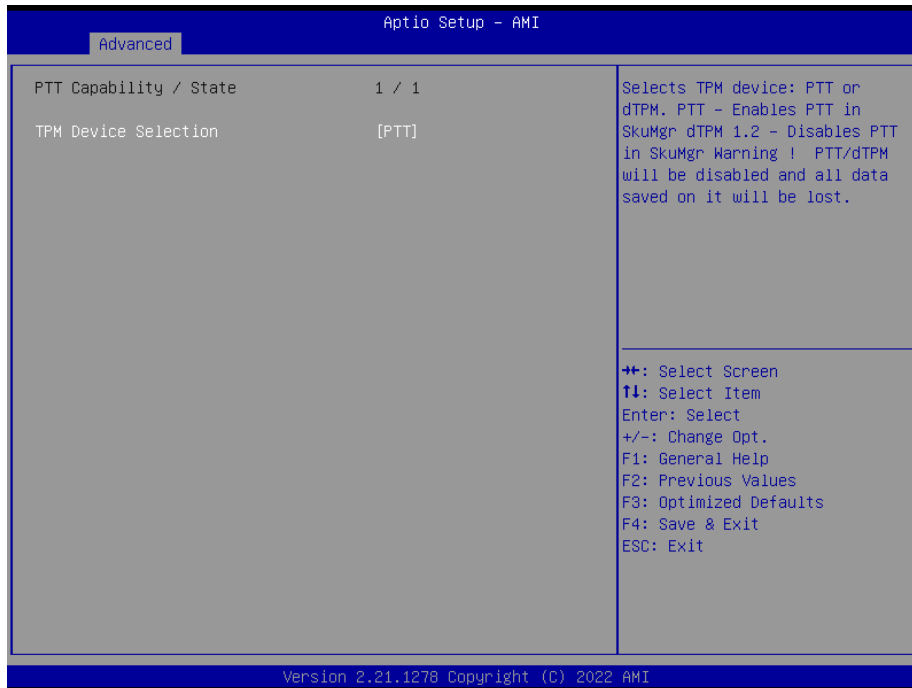 Aptio Setup – AMI
Advanced
PTT Capability / State 1 / 1
TPM Device Selection [PTT]
Selects TPM device: PTT or
dTPM. PTT – Enables PTT in
SkuMgr dTPM 1.2 – Disables PTT
in SkuMgr Warning ! PTT/dTPM
will be disabled and all data
saved on it will be lost.
→←: Select Screen
↑↓: Select Item
Enter: Select
+/-: Change Opt.
F1: General Help
F2: Previous Values
F3: Optimized Defaults
F4: Save & Exit
ESC: Exit
Version 2.21.1278 Copyright (C) 2022 AMI